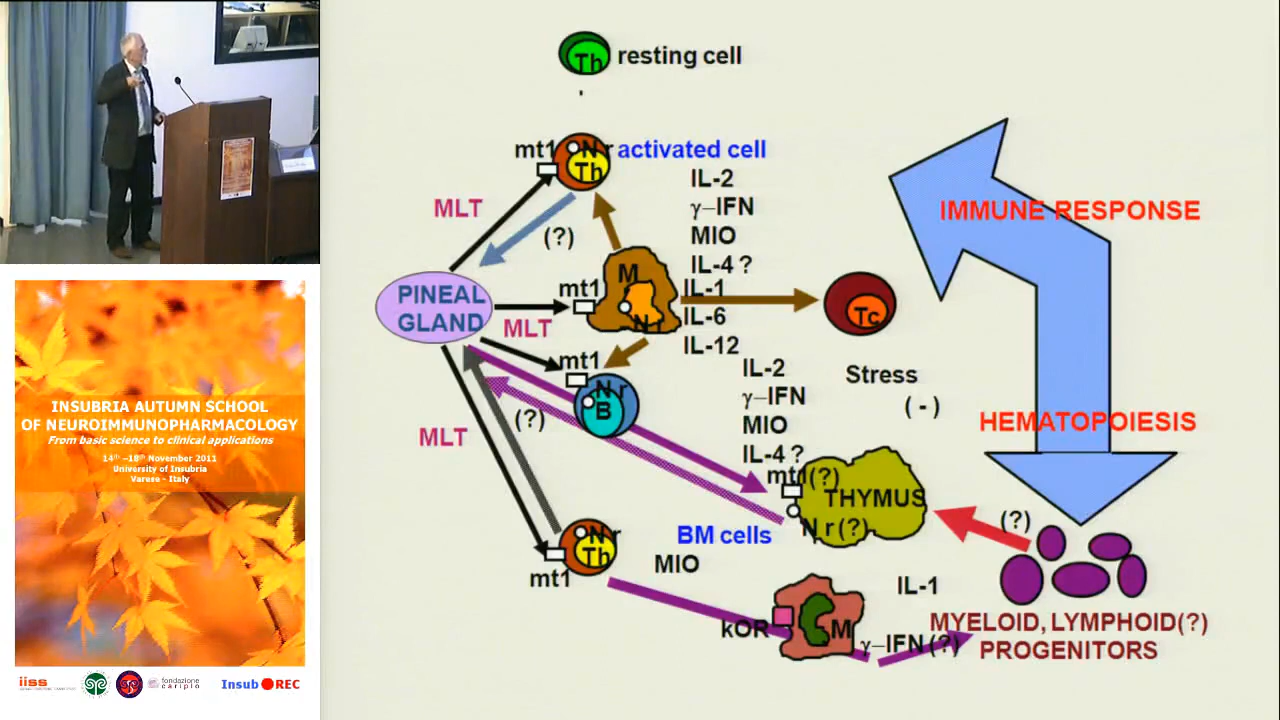 Th resting cell
mt1 Nr activated cell
Th
IL-2
MLT
γ–IFN
(?)
MIO
IL-4 ?
M
mt1
IL-1
PINEAL
GLAND
Nr
IL-6
Tc
MLT
IL-12
mt1
IL-2
Stress
Nr
γ–IFN
( - )
B
(?)
MIO
MLT
IL-4 ?
mt1(?)
THYMUS
N r (?)
BM cells
(?)
Nr
Th
MIO
mt1
IL-1
kOR
M
γ–IFN (?)
IMMUNE RESPONSE
HEMATOPOIESIS
MYELOID, LYMPHOID(?)
PROGENITORS
INSUBRIA AUTUMN SCHOOL
OF NEUROIMMUNOPHARMACOLOGY
From basic science to clinical applications
14th –18th November 2011
University of Insubria
Varese - Italy
iiss
fondazione
cariplo
Insub REC